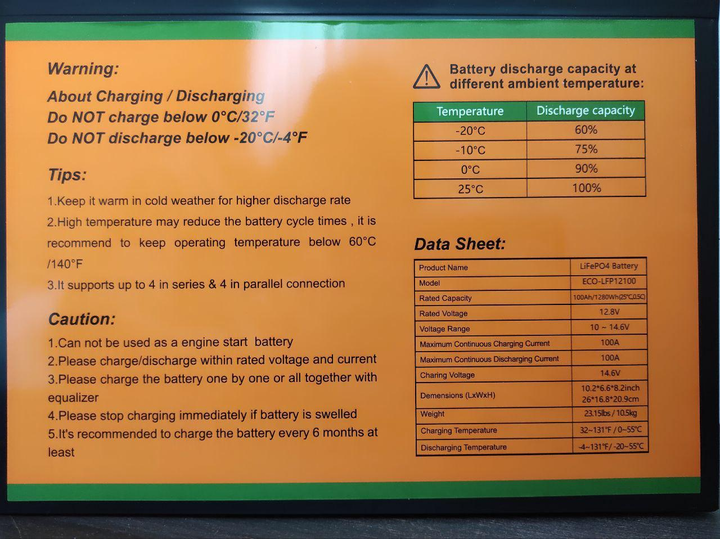 Warning:
About Charging / Discharging
Do NOT charge below 0°C/32°F
Do NOT discharge below -20°C/-4°F
Tips:
1.Keep it warm in cold weather for higher discharge rate
2.High temperature may reduce the battery cycle times , it is
recommend to keep operating temperature below 60°C
/140°F
3.It supports up to 4 in series & 4 in parallel connection
Caution:
1.Can not be used as a engine start battery
2.Please charge/discharge within rated voltage and current
3.Please charge the battery one by one or all together with
equalizer
4.Please stop charging immediately if battery is swelled
5.It's recommended to charge the battery every 6 months at
least
Battery discharge capacity at
different ambient temperature:
Temperature Discharge capacity
-20°C 60%
-10°C 75%
0°C 90%
25°C 100%
Data Sheet:
Product Name LiFePO4 Battery
Model ECO-LFP12100
Rated Capacity 100Ah/1280Wh(25°C,0.5C)
Rated Voltage 12.8V
Voltage Range 10 ~ 14.6V
Maximum Continuous Charging Current 100A
Maximum Continuous Discharging Current 100A
Charing Voltage 14.6V
Demensions (LxWxH) 10.2*6.6*8.2inch
26*16.8*20.9cm
Weight 23.15lbs / 10.5kg
Charging Temperature 32~131°F / 0~55°C
Discharging Temperature -4~131°F/ -20~55°C